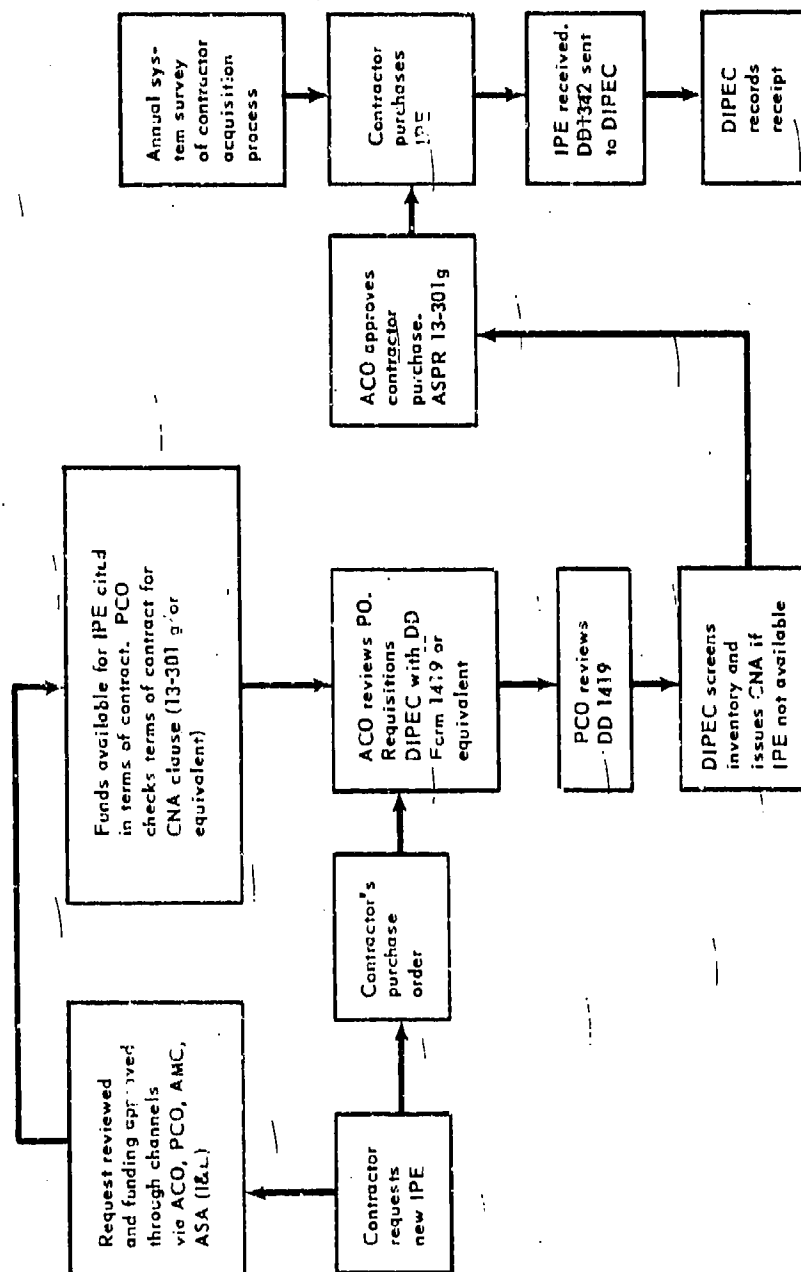 Request reviewed
and funding approved
through channels
via ACO, PCO, AMC,
ASA (I&L)
Contractor
requests
new IPE
Funds available for IPE cited
in terms of contract. PCO
checks terms of contract for
CNA clause (13-301 g or
equivalent)
Contractor's
purchase
order
ACO reviews PO.
Requisitions
DIPEC with DD
Form 1419 or
equivalent
PCO reviews
DD 1419
DIPEC screens
inventory and
issues CNA if
IPE not available
ACO approves
contractor
purchase.
ASPR 13-301g
Annual sys-
tem survey
of contractor
acquisition
process
Contractor
purchases
IPE
IPE received.
DD1342 sent
to DIPEC
DIPEC
records
receipt